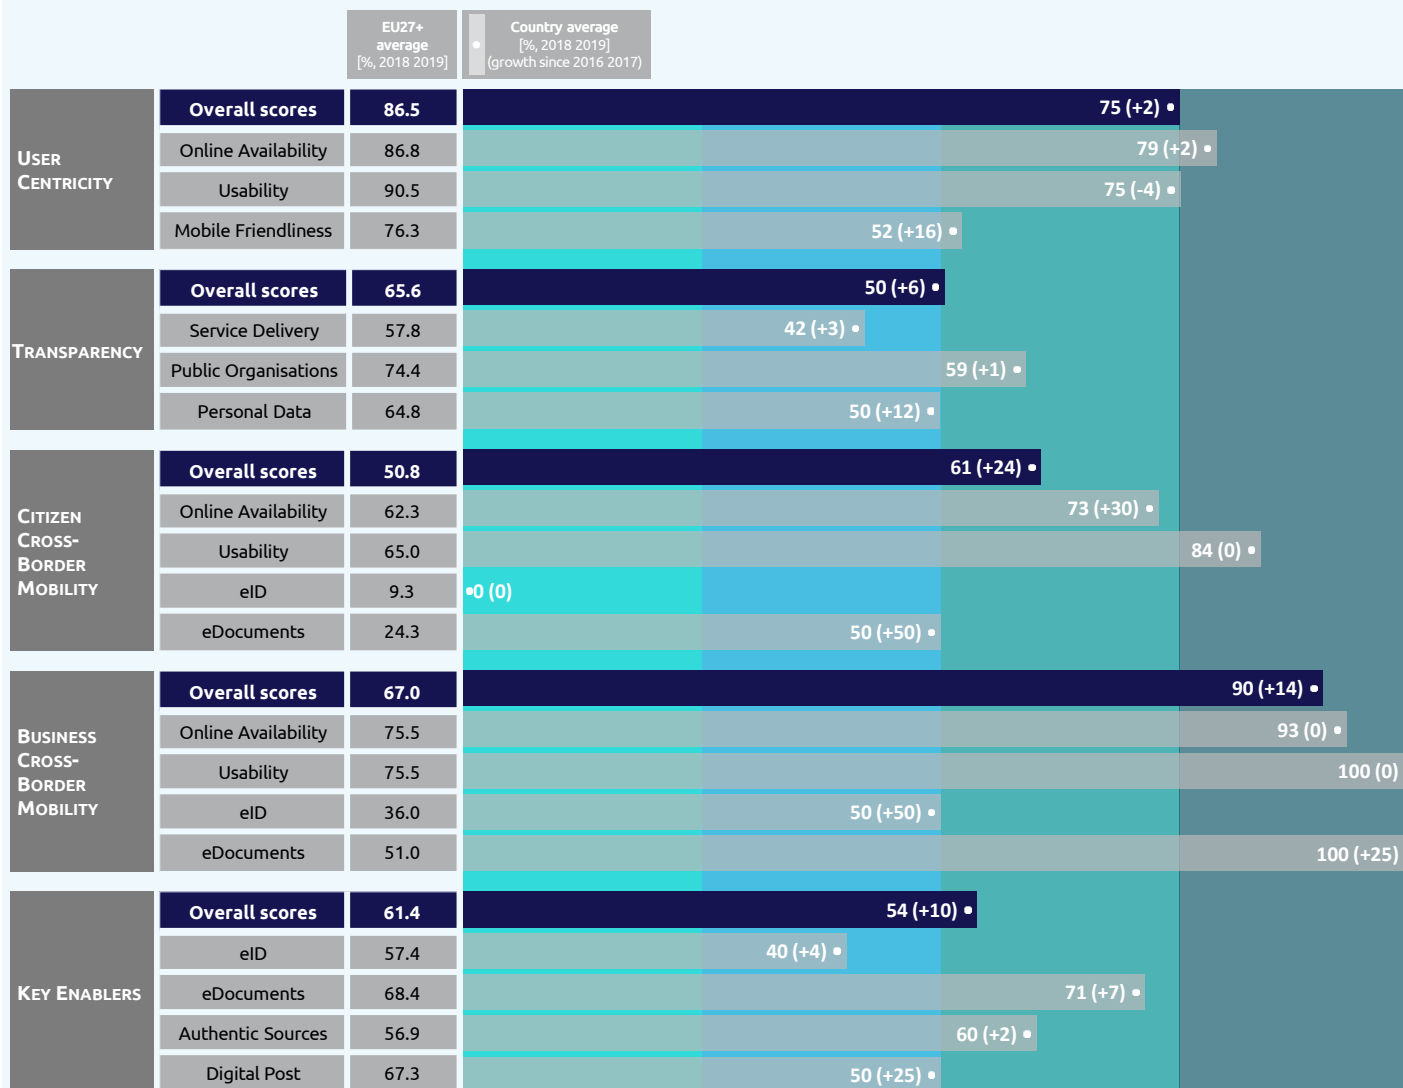 EU27+
average
[%, 2018 2019]
Country average
[%, 2018 2019]
(growth since 2016 2017)
USER
CENTRICITY
Overall scores 86.5 75 (+2)
Online Availability 86.8 79 (+2)
Usability 90.5 75 (-4)
Mobile Friendliness 76.3 52 (+16)
TRANSPARENCY
Overall scores 65.6 50 (+6)
Service Delivery 57.8 42 (+3)
Public Organisations 74.4 59 (+1)
Personal Data 64.8 50 (+12)
CITIZEN
CROSS-
BORDER
MOBILITY
Overall scores 50.8 61 (+24)
Online Availability 62.3 73 (+30)
Usability 65.0 84 (0)
eID 9.3 0 (0)
eDocuments 24.3 50 (+50)
BUSINESS
CROSS-
BORDER
MOBILITY
Overall scores 67.0 90 (+14)
Online Availability 75.5 93 (0)
Usability 75.5 100 (0)
eID 36.0 50 (+50)
eDocuments 51.0 100 (+25)
KEY ENABLERS
Overall scores 61.4 54 (+10)
eID 57.4 40 (+4)
eDocuments 68.4 71 (+7)
Authentic Sources 56.9 60 (+2)
Digital Post 67.3 50 (+25)